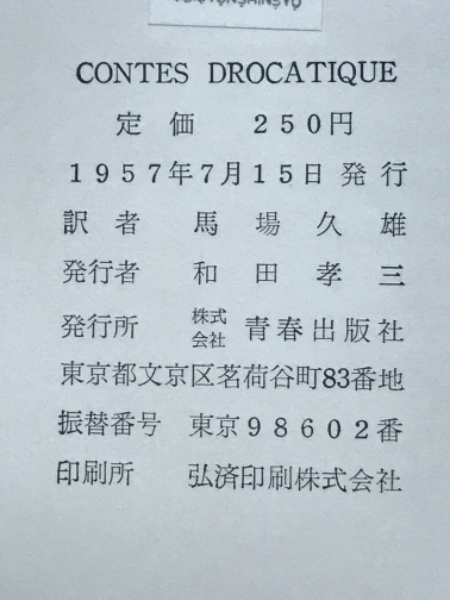 CONTES DROCATIQUE
定価 250円
1957年7月15日 発行
訳者 馬場久雄
発行者 和田孝三
発行所 株式会社 青春出版社
東京都文京区茗荷谷町83番地
振替番号 東京98602番
印刷所 弘済印刷株式会社